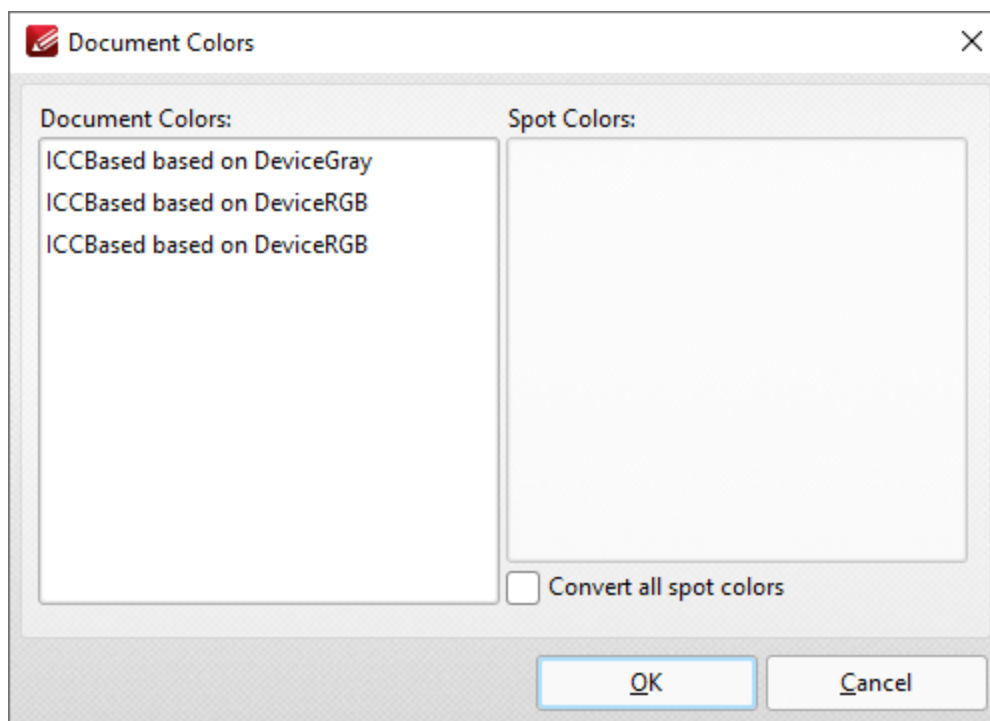 Document Colors
Document Colors:
Spot Colors:
ICCBased based on DeviceGray
ICCBased based on DeviceRGB
ICCBased based on DeviceRGB
Convert all spot colors
OK
Cancel